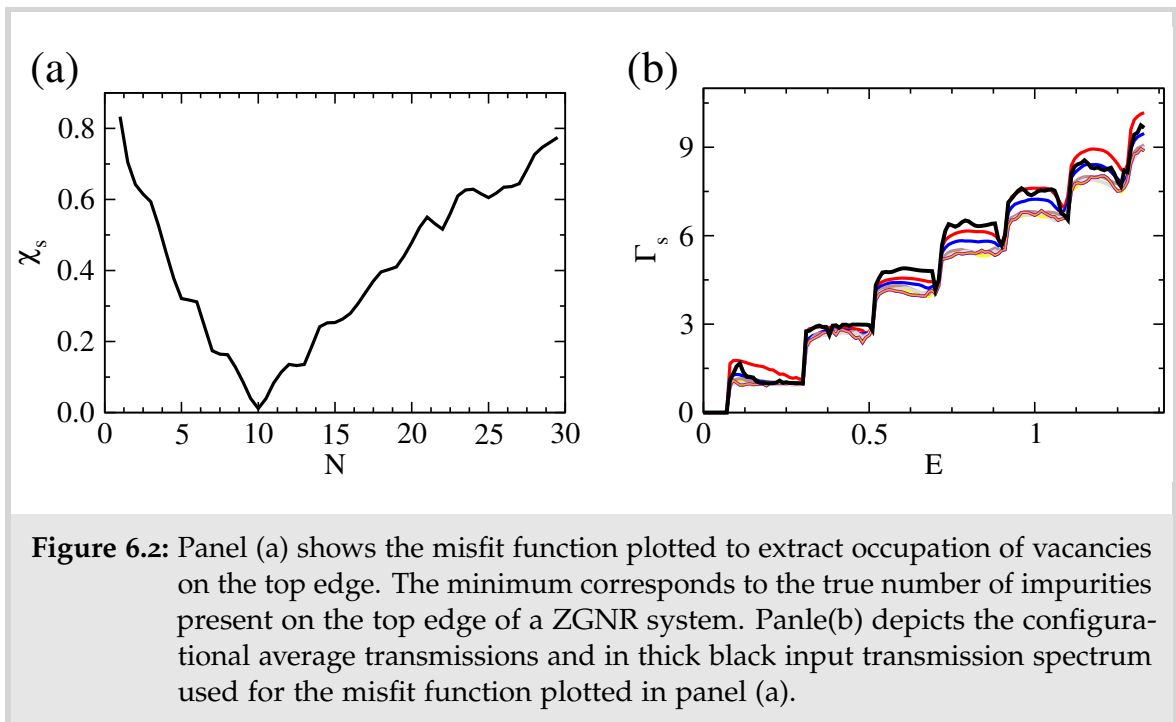 (a)
(b)
0.8
0.6
0.4
0.2
0.0
χs
0 5 10 15 20 25 30
N
9
6
3
0
Γs
0 0.5 1
E
Figure 6.2: Panel (a) shows the misfit function plotted to extract occupation of vacancies
on the top edge. The minimum corresponds to the true number of impurities
present on the top edge of a ZGNR system. Panle(b) depicts the configura-
tional average transmissions and in thick black input transmission spectrum
used for the misfit function plotted in panel (a).